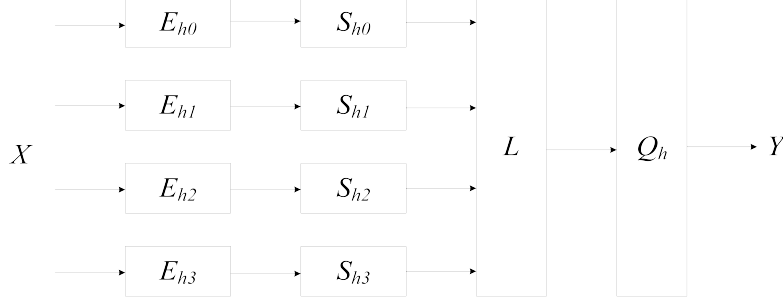 E_h0 S_h0
E_h1 S_h1
X L Q_h Y
E_h2 S_h2
E_h3 S_h3